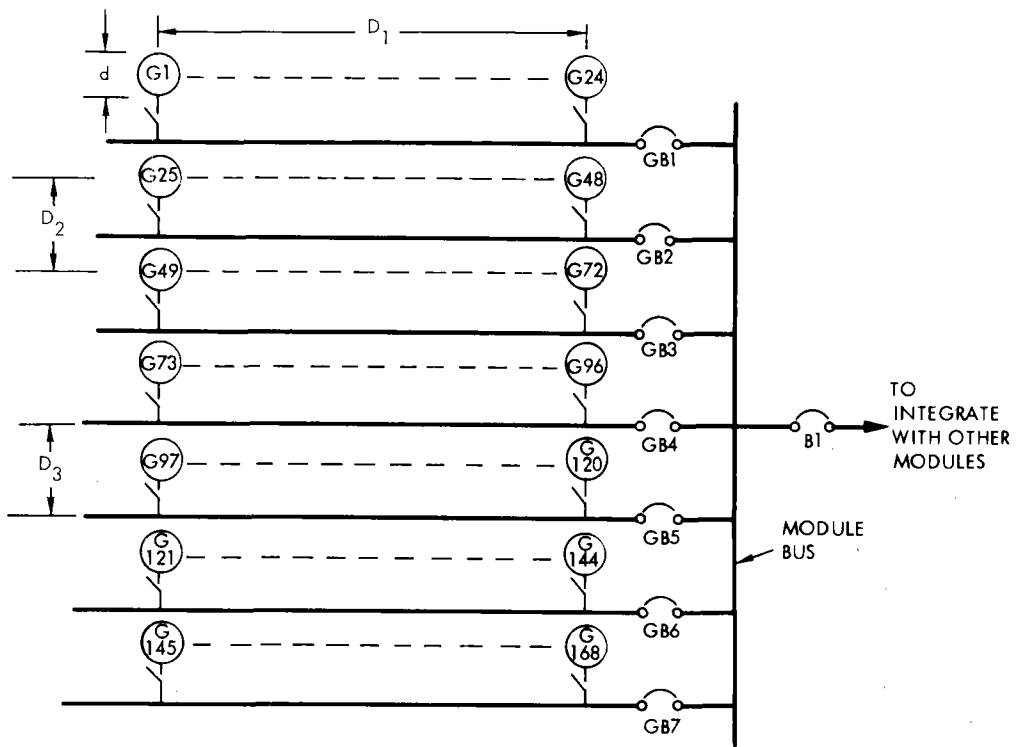 D1
d
G1
G24
GB1
G25
G48
D2
GB2
G49
G72
GB3
G73
G96
TO
INTEGRATE
WITH OTHER
MODULES
GB4
B1
D3
G97
G
120
GB5
MODULE
BUS
G
121
G
144
GB6
G
145
G
168
GB7